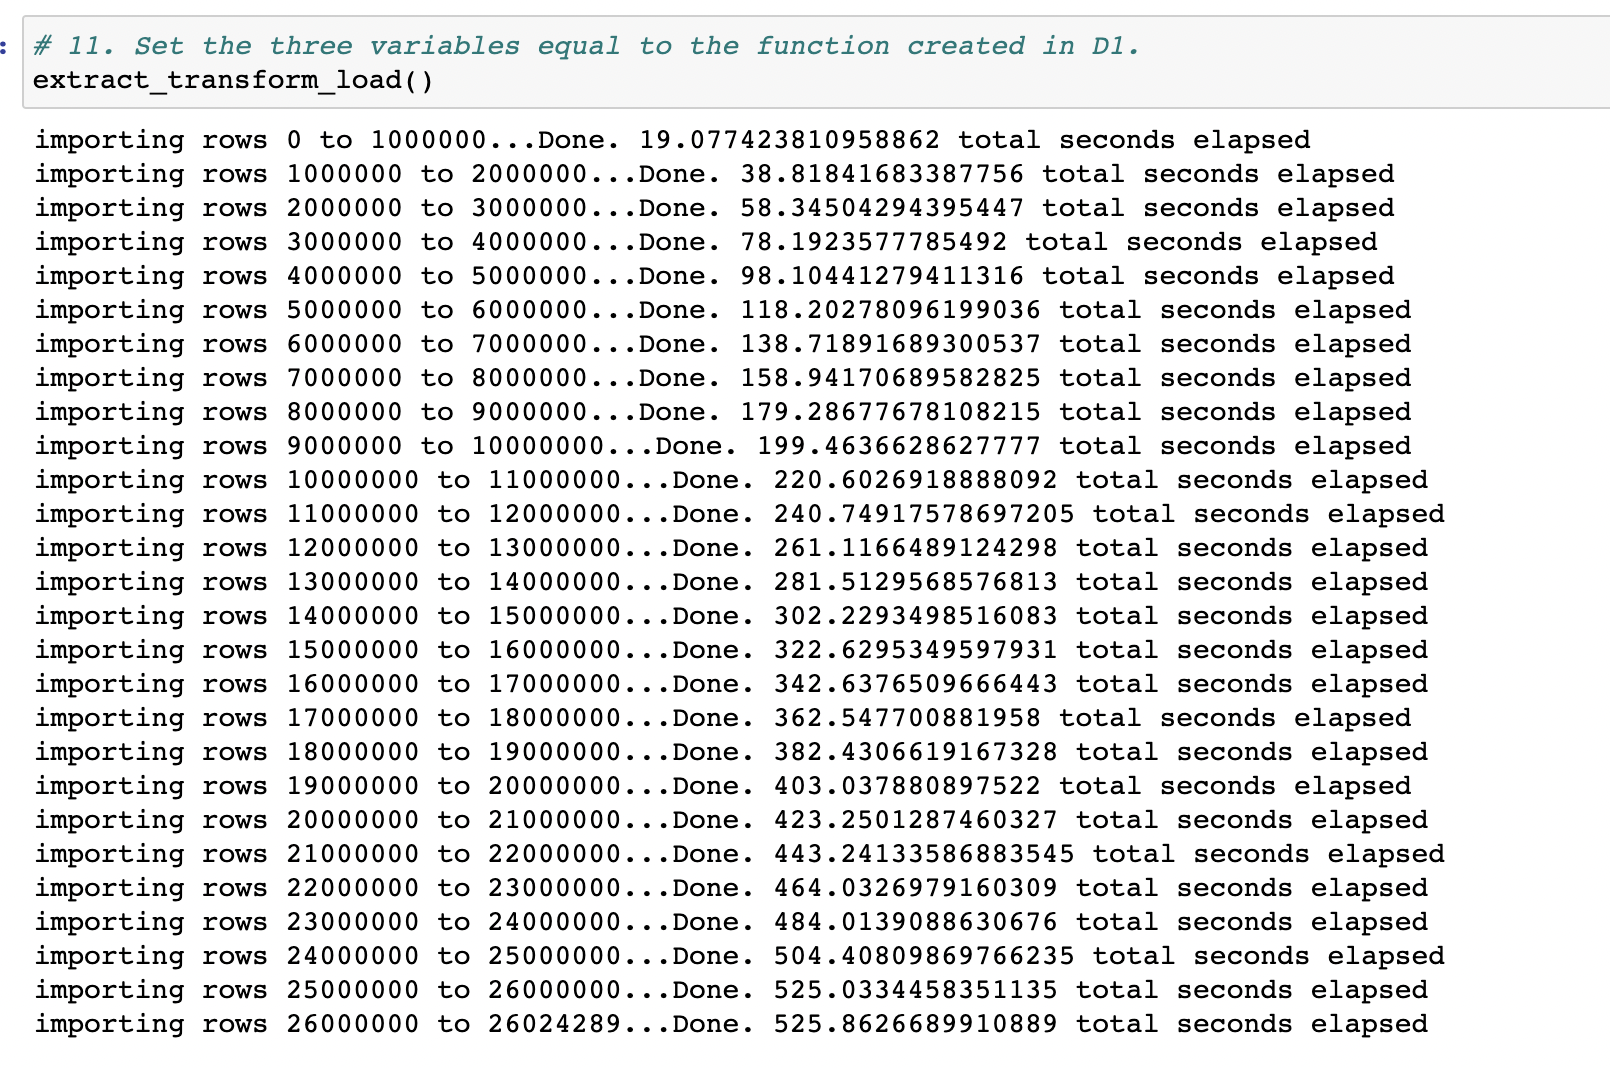 # 11. Set the three variables equal to the function created in D1.
extract_transform_load()
importing rows 0 to 1000000...Done. 19.077423810958862 total seconds elapsed
importing rows 1000000 to 2000000...Done. 38.81841683387756 total seconds elapsed
importing rows 2000000 to 3000000...Done. 58.34504294395447 total seconds elapsed
importing rows 3000000 to 4000000...Done. 78.1923577785492 total seconds elapsed
importing rows 4000000 to 5000000...Done. 98.10441279411316 total seconds elapsed
importing rows 5000000 to 6000000...Done. 118.20278096199036 total seconds elapsed
importing rows 6000000 to 7000000...Done. 138.71891689300537 total seconds elapsed
importing rows 7000000 to 8000000...Done. 158.94170689582825 total seconds elapsed
importing rows 8000000 to 9000000...Done. 179.28677678108215 total seconds elapsed
importing rows 9000000 to 10000000...Done. 199.4636628627777 total seconds elapsed
importing rows 10000000 to 11000000...Done. 220.6026918888092 total seconds elapsed
importing rows 11000000 to 12000000...Done. 240.74917578697205 total seconds elapsed
importing rows 12000000 to 13000000...Done. 261.1166489124298 total seconds elapsed
importing rows 13000000 to 14000000...Done. 281.5129568576813 total seconds elapsed
importing rows 14000000 to 15000000...Done. 302.2293498516083 total seconds elapsed
importing rows 15000000 to 16000000...Done. 322.6295349597931 total seconds elapsed
importing rows 16000000 to 17000000...Done. 342.6376509666443 total seconds elapsed
importing rows 17000000 to 18000000...Done. 362.547700881958 total seconds elapsed
importing rows 18000000 to 19000000...Done. 382.4306619167328 total seconds elapsed
importing rows 19000000 to 20000000...Done. 403.037880897522 total seconds elapsed
importing rows 20000000 to 21000000...Done. 423.2501287460327 total seconds elapsed
importing rows 21000000 to 22000000...Done. 443.24133586883545 total seconds elapsed
importing rows 22000000 to 23000000...Done. 464.0326979160309 total seconds elapsed
importing rows 23000000 to 24000000...Done. 484.0139088630676 total seconds elapsed
importing rows 24000000 to 25000000...Done. 504.40809869766235 total seconds elapsed
importing rows 25000000 to 26000000...Done. 525.0334458351135 total seconds elapsed
importing rows 26000000 to 26024289...Done. 525.8626689910889 total seconds elapsed